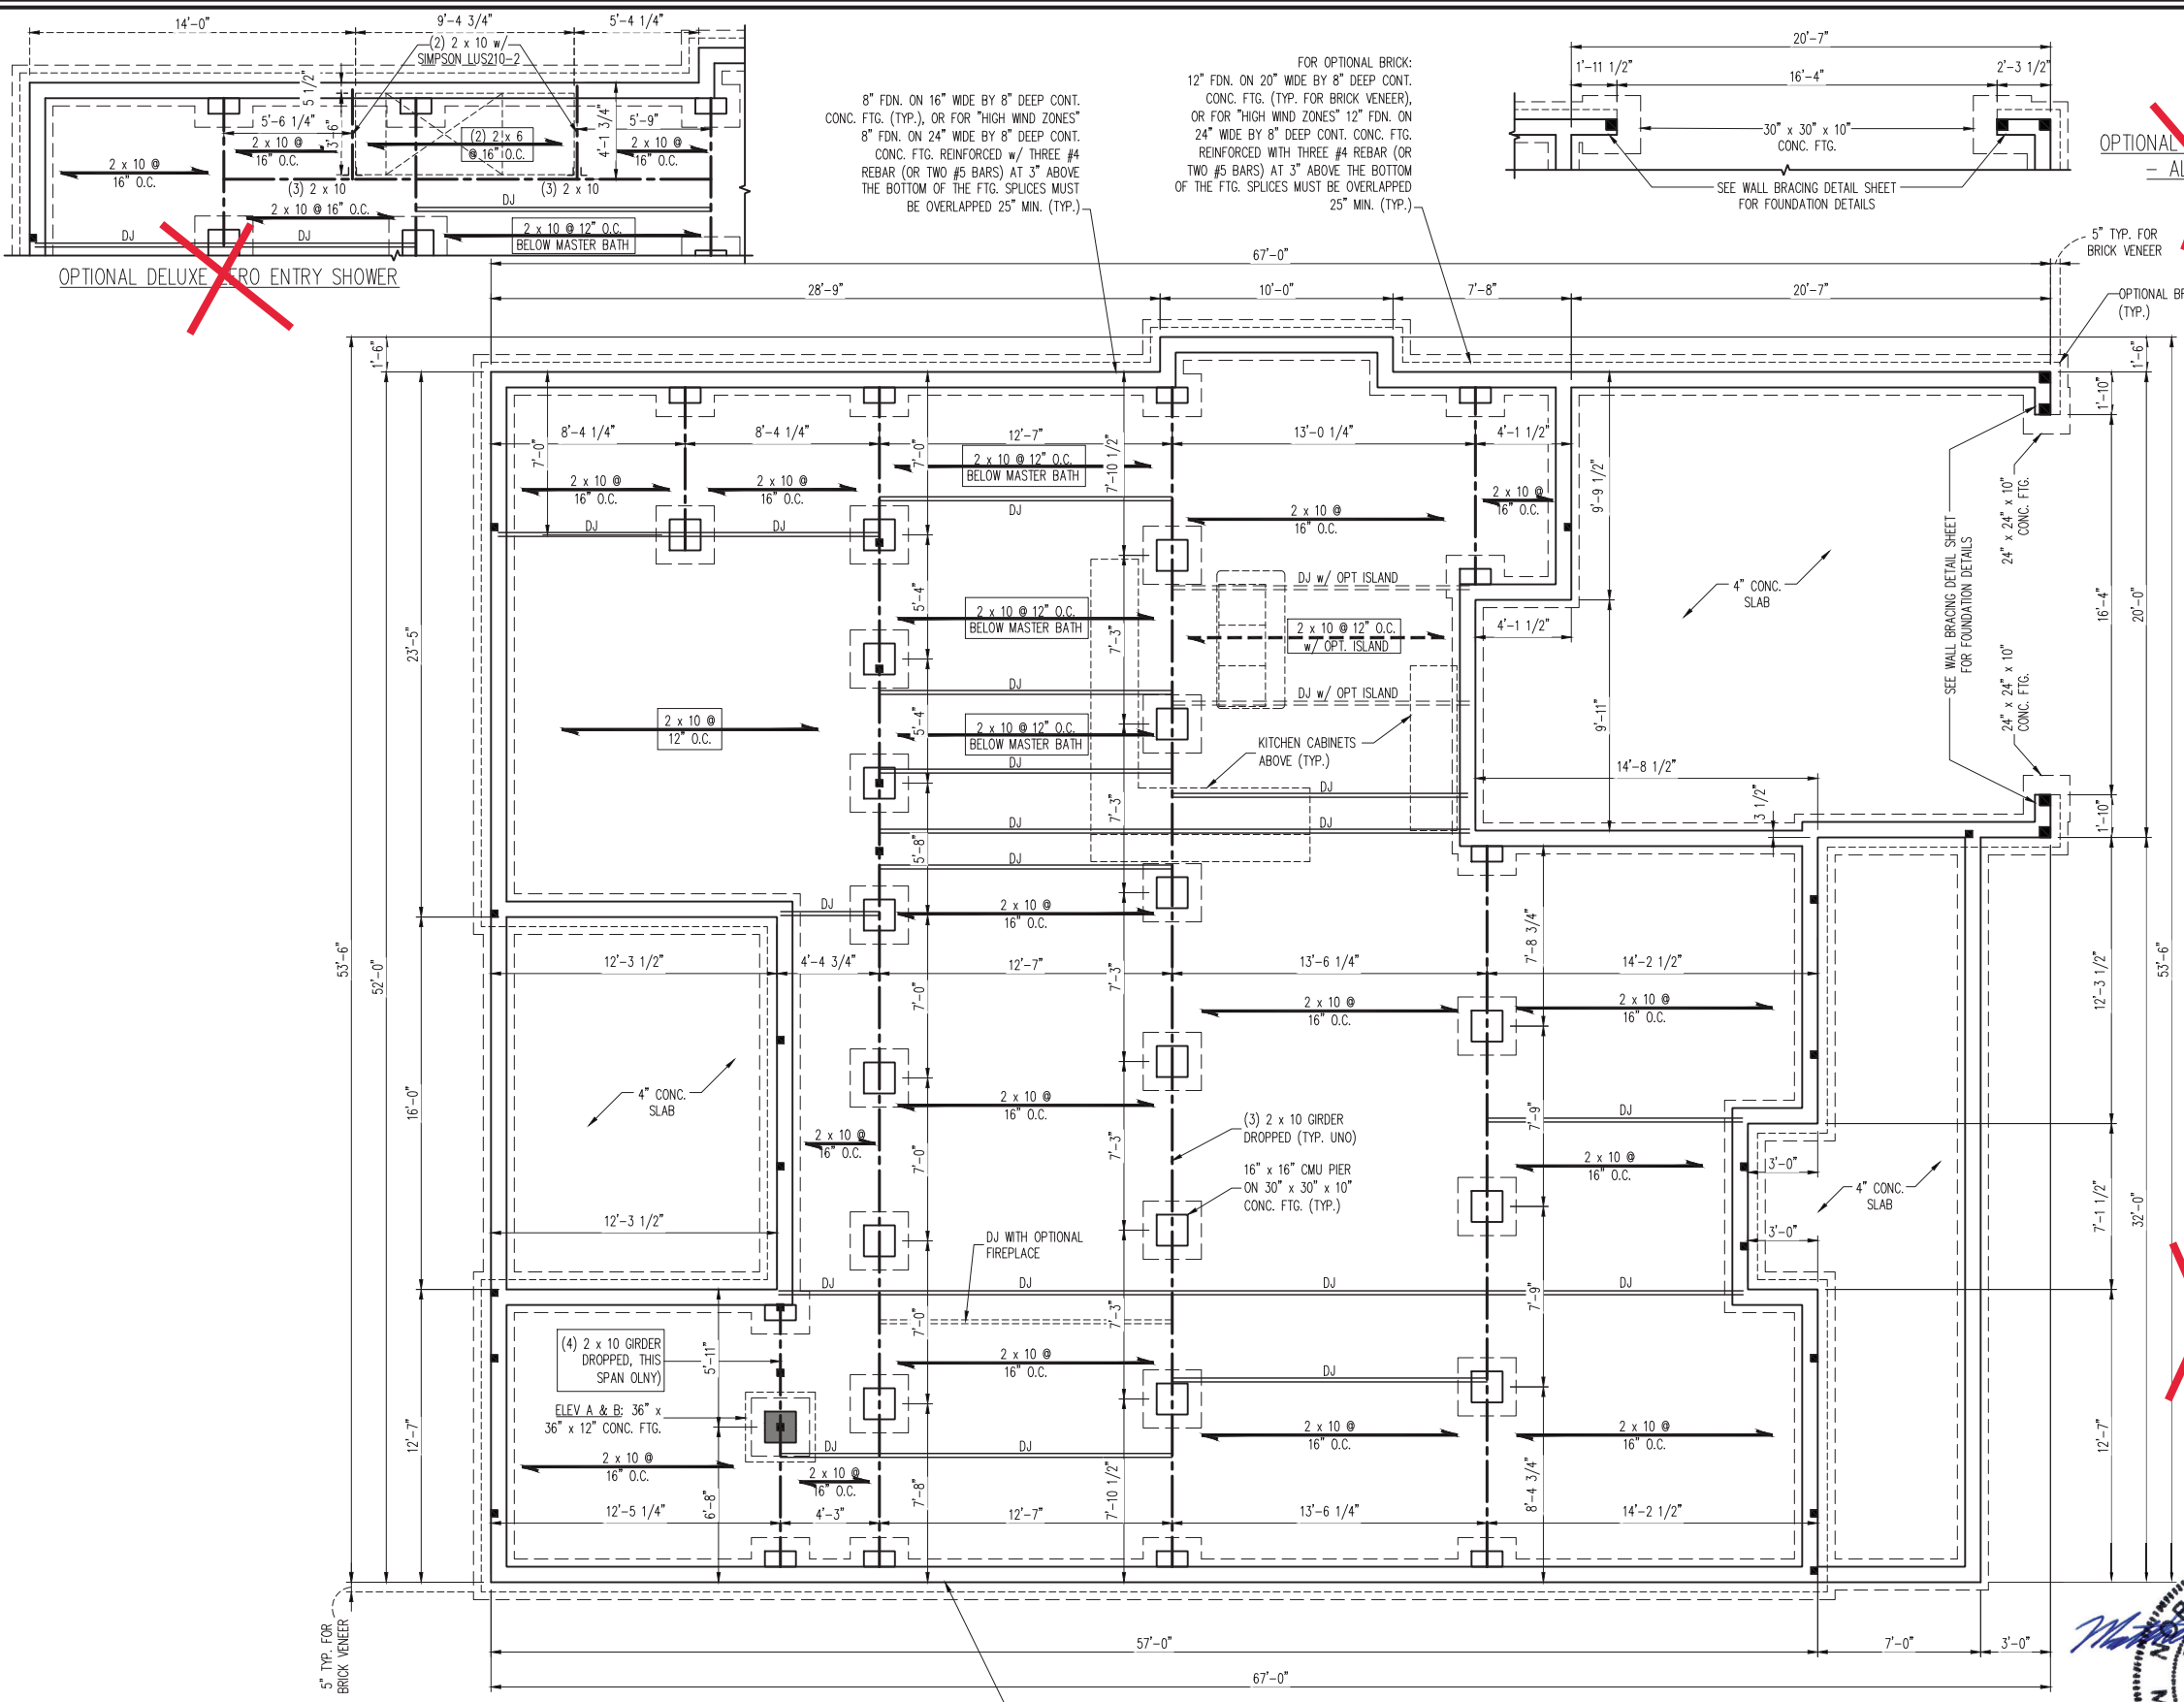 14'-0"
9'-4 3/4"
5'-4 1/4"
(2) 2 x 10 w/
SIMPSON LUS210-2
5 1/2"
3'-6"
5'-6 1/4"
2 x 10 @
16" O.C.
(2) 2 x 6
@ 16" O.C.
4'-1 3/4"
5'-9"
2 x 10 @
16" O.C.
2 x 10 @
16" O.C.
(3) 2 x 10
(3) 2 x 10
2 x 10 @ 16" O.C.
DJ
DJ
DJ
2 x 10 @ 12" O.C.
BELOW MASTER BATH
OPTIONAL DELUXE ENTRY SHOWER
8" FDN. ON 16" WIDE BY 8" DEEP CONT.
CONC. FTG. (TYP.), OR FOR "HIGH WIND ZONES"
8" FDN. ON 24" WIDE BY 8" DEEP CONT.
CONC. FTG. REINFORCED w/ THREE #4
REBAR (OR TWO #5 BARS) AT 3" ABOVE
THE BOTTOM OF THE FTG. SPLICES MUST
BE OVERLAPPED 25" MIN. (TYP.)
FOR OPTIONAL BRICK:
12" FDN. ON 20" WIDE BY 8" DEEP CONT.
CONC. FTG. (TYP. FOR BRICK VENEER),
OR FOR "HIGH WIND ZONES" 12" FDN. ON
24" WIDE BY 8" DEEP CONT. CONC. FTG.
REINFORCED WITH THREE #4 REBAR (OR
TWO #5 BARS) AT 3" ABOVE THE BOTTOM
OF THE FTG. SPLICES MUST BE OVERLAPPED
25" MIN. (TYP.)
20'-7"
1'-11 1/2"
16'-4"
2'-3 1/2"
30" x 30" x 10"
CONC. FTG.
SEE WALL BRACING DETAIL SHEET
FOR FOUNDATION DETAILS
OPTIONAL
- AL
5" TYP. FOR
BRICK VENEER
OPTIONAL BR
(TYP.)
67'-0"
28'-9"
10'-0"
7'-8"
20'-7"
1'-6"
1'-6"
1'-10"
8'-4 1/4"
8'-4 1/4"
12'-7"
13'-0 1/4"
4'-1 1/2"
7'-0"
7'-0"
7'-10 1/2"
9'-9 1/2"
2 x 10 @
16" O.C.
2 x 10 @
16" O.C.
2 x 10 @ 12" O.C.
BELOW MASTER BATH
DJ
2 x 10 @
16" O.C.
2 x 10 @
16" O.C.
DJ
DJ
4" CONC.
SLAB
24" x 24" x 10"
CONC. FTG.
SEE WALL BRACING DETAIL SHEET
FOR FOUNDATION DETAILS
24" x 24" x 10"
CONC. FTG.
16'-4"
20'-0"
5'-4"
2 x 10 @ 12" O.C.
BELOW MASTER BATH
7'-3"
DJ w/ OPT ISLAND
2 x 10 @ 12" O.C.
w/ OPT. ISLAND
DJ w/ OPT ISLAND
4'-1 1/2"
9'-11"
23'-5"
2 x 10 @
12" O.C.
DJ
5'-4"
2 x 10 @ 12" O.C.
BELOW MASTER BATH
DJ
KITCHEN CABINETS
ABOVE (TYP.)
DJ
14'-8 1/2"
3 1/2"
1'-10"
7'-3"
DJ
DJ
5'-8"
DJ
DJ
2 x 10 @
16" O.C.
53'-6"
52'-0"
53'-6"
12'-3 1/2"
4'-4 3/4"
12'-7"
7'-3"
13'-6 1/4"
7'-8 3/4"
14'-2 1/2"
12'-3 1/2"
7'-0"
2 x 10 @
16" O.C.
2 x 10 @
16" O.C.
16'-0"
4" CONC.
SLAB
2 x 10 @
16" O.C.
2 x 10 @
16" O.C.
7'-0"
7'-3"
(3) 2 x 10 GIRDER
DROPPED (TYP. UNO)
16" x 16" CMU PIER
ON 30" x 30" x 10"
CONC. FTG. (TYP.)
DJ
7'-9"
2 x 10 @
16" O.C.
3'-0"
4" CONC.
SLAB
3'-0"
7'-1 1/2"
32'-0"
12'-3 1/2"
DJ WITH OPTIONAL
FIREPLACE
DJ
DJ
DJ
DJ
7'-0"
7'-3"
7'-9"
(4) 2 x 10 GIRDER
DROPPED, THIS
SPAN OLNY)
5'-11"
2 x 10 @
16" O.C.
DJ
ELEV A & B: 36" x
36" x 12" CONC. FTG.
12'-7"
12'-7"
2 x 10 @
16" O.C.
DJ
DJ
2 x 10 @
16" O.C.
2 x 10 @
16" O.C.
2 x 10 @
16" O.C.
12'-5 1/4"
6'-8"
4'-3"
7'-8"
12'-7"
7'-10 1/2"
13'-6 1/4"
8'-4 3/4"
14'-2 1/2"
5" TYP. FOR
BRICK VENEER
57'-0"
7'-0"
3'-0"
67'-0"